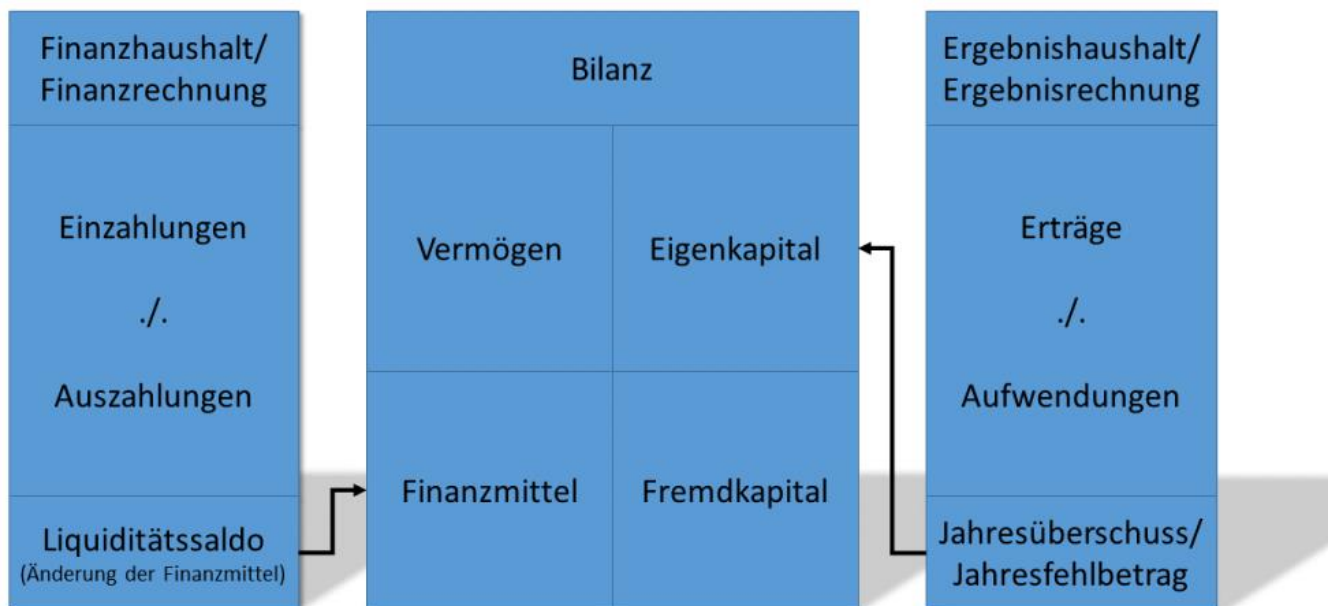 Finanzhaushalt/
Finanzrechnung
Einzahlungen
./.
Auszahlungen
Liquiditätssaldo
(Änderung der Finanzmittel)
Bilanz
Vermögen
Eigenkapital
Finanzmittel
Fremdkapital
Ergebnishaushalt/
Ergebnisrechnung
Erträge
./.
Aufwendungen
Jahresüberschuss/
Jahresfehlbetrag